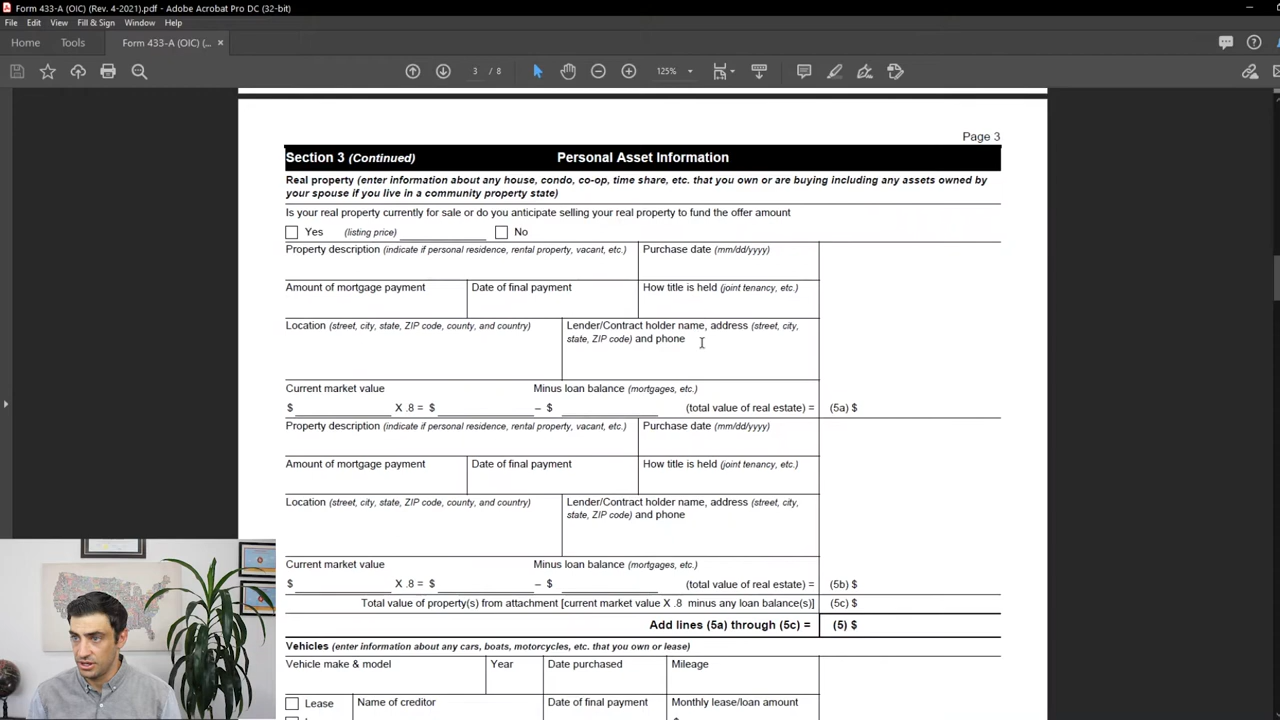 Form 433-A (OIC) (Rev. 4-2021).pdf - Adobe Acrobat Pro DC (32-bit)
File Edit View Fill & Sign Window Help
Home Tools Form 433-A (OIC) (... ×
3 / 8 125%
Page 3
Section 3 (Continued) Personal Asset Information
Real property (enter information about any house, condo, co-op, time share, etc. that you own or are buying including any assets owned by
your spouse if you live in a community property state)
Is your real property currently for sale or do you anticipate selling your real property to fund the offer amount
Yes (listing price) No
Property description (indicate if personal residence, rental property, vacant, etc.) Purchase date (mm/dd/yyyy)
Amount of mortgage payment Date of final payment How title is held (joint tenancy, etc.)
Location (street, city, state, ZIP code, county, and country) Lender/Contract holder name, address (street, city,
state, ZIP code) and phone
Current market value Minus loan balance (mortgages, etc.)
$ X .8 = $ – $ (total value of real estate) = (5a) $
Property description (indicate if personal residence, rental property, vacant, etc.) Purchase date (mm/dd/yyyy)
Amount of mortgage payment Date of final payment How title is held (joint tenancy, etc.)
Location (street, city, state, ZIP code, county, and country) Lender/Contract holder name, address (street, city,
state, ZIP code) and phone
Current market value Minus loan balance (mortgages, etc.)
$ X .8 = $ – $ (total value of real estate) = (5b) $
Total value of property(s) from attachment [current market value X .8 minus any loan balance(s)] (5c) $
Add lines (5a) through (5c) = (5) $
Vehicles (enter information about any cars, boats, motorcycles, etc. that you own or lease)
Vehicle make & model Year Date purchased Mileage
Lease Name of creditor Date of final payment Monthly lease/loan amount